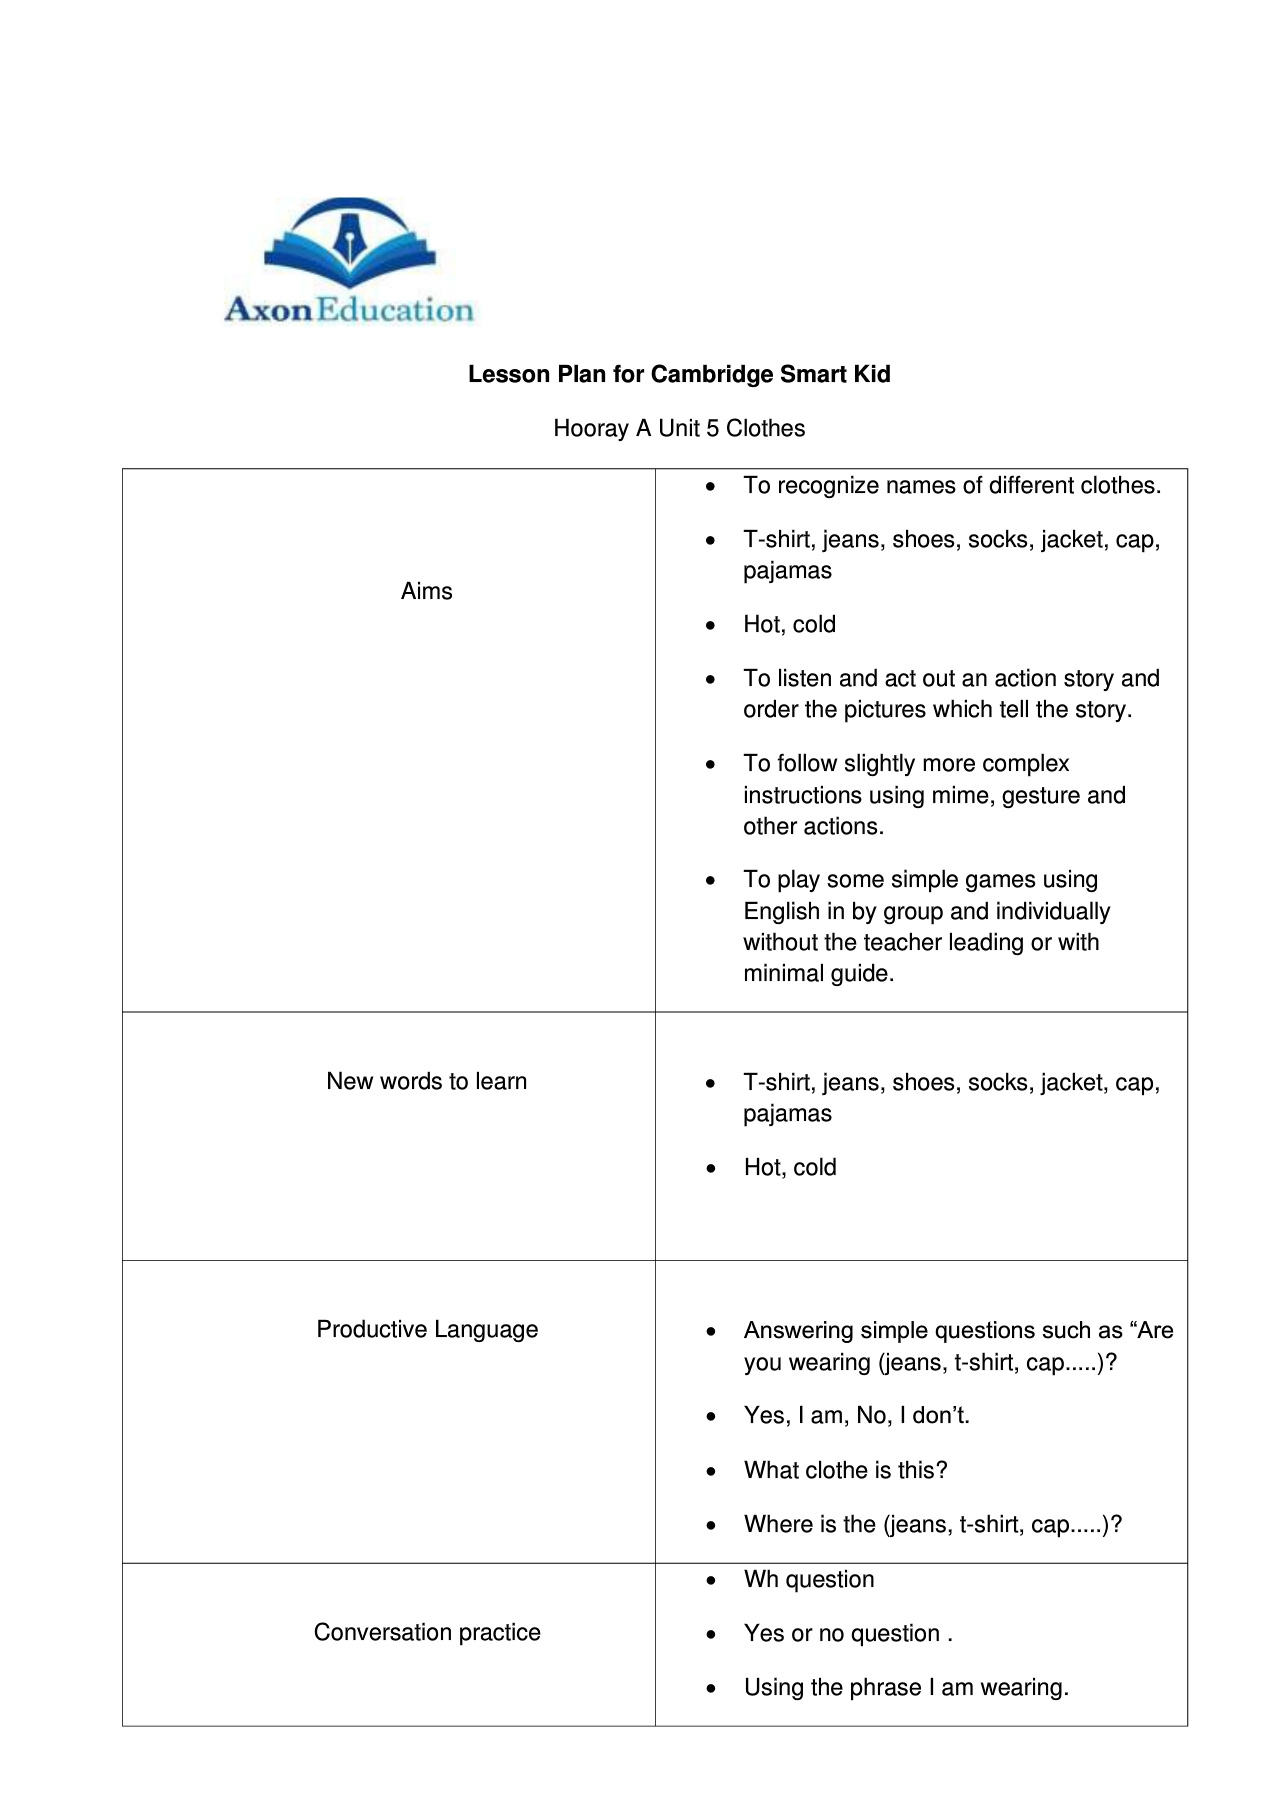 Axon Education
Lesson Plan for Cambridge Smart Kid
Hooray A Unit 5 Clothes
Aims
• To recognize names of different clothes.
• T-shirt, jeans, shoes, socks, jacket, cap,
pajamas
• Hot, cold
• To listen and act out an action story and
order the pictures which tell the story.
• To follow slightly more complex
instructions using mime, gesture and
other actions.
• To play some simple games using
English in by group and individually
without the teacher leading or with
minimal guide.
New words to learn
• T-shirt, jeans, shoes, socks, jacket, cap,
pajamas
• Hot, cold
Productive Language
• Answering simple questions such as “Are
you wearing (jeans, t-shirt, cap.....)?
• Yes, I am, No, I don’t.
• What clothe is this?
• Where is the (jeans, t-shirt, cap.....)?
Conversation practice
• Wh question
• Yes or no question .
• Using the phrase I am wearing.